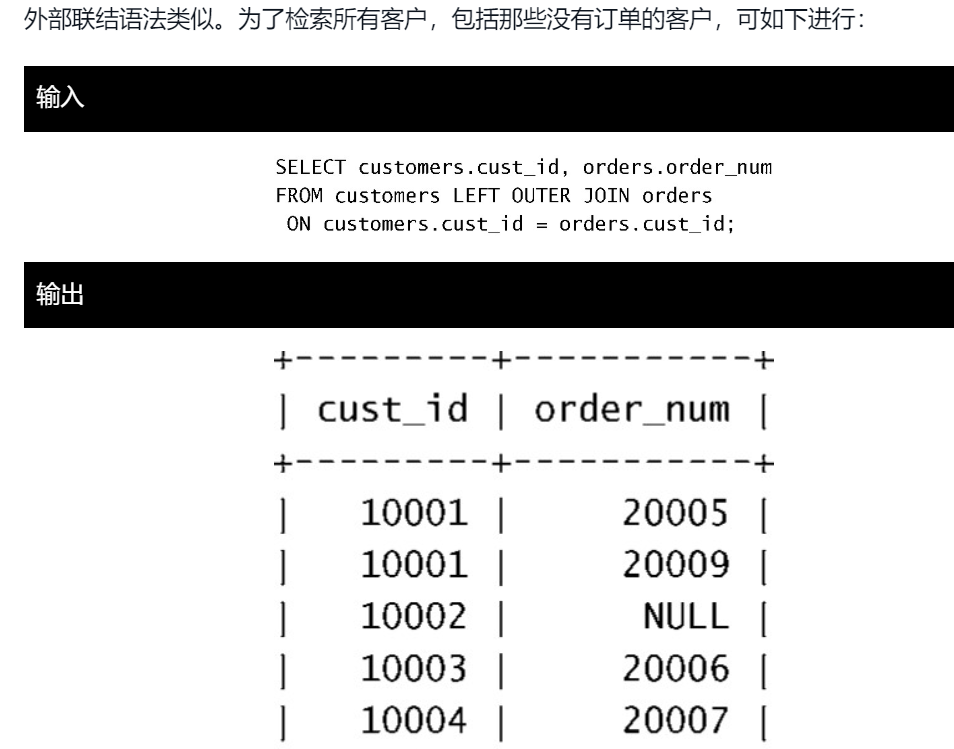 外部联结语法类似。为了检索所有客户，包括那些没有订单的客户，可如下进行：
输入
SELECT customers.cust_id, orders.order_num
FROM customers LEFT OUTER JOIN orders
ON customers.cust_id = orders.cust_id;
输出
+---------+-----------+
| cust_id | order_num |
+---------+-----------+
|   10001 |     20005 |
|   10001 |     20009 |
|   10002 |      NULL |
|   10003 |     20006 |
|   10004 |     20007 |